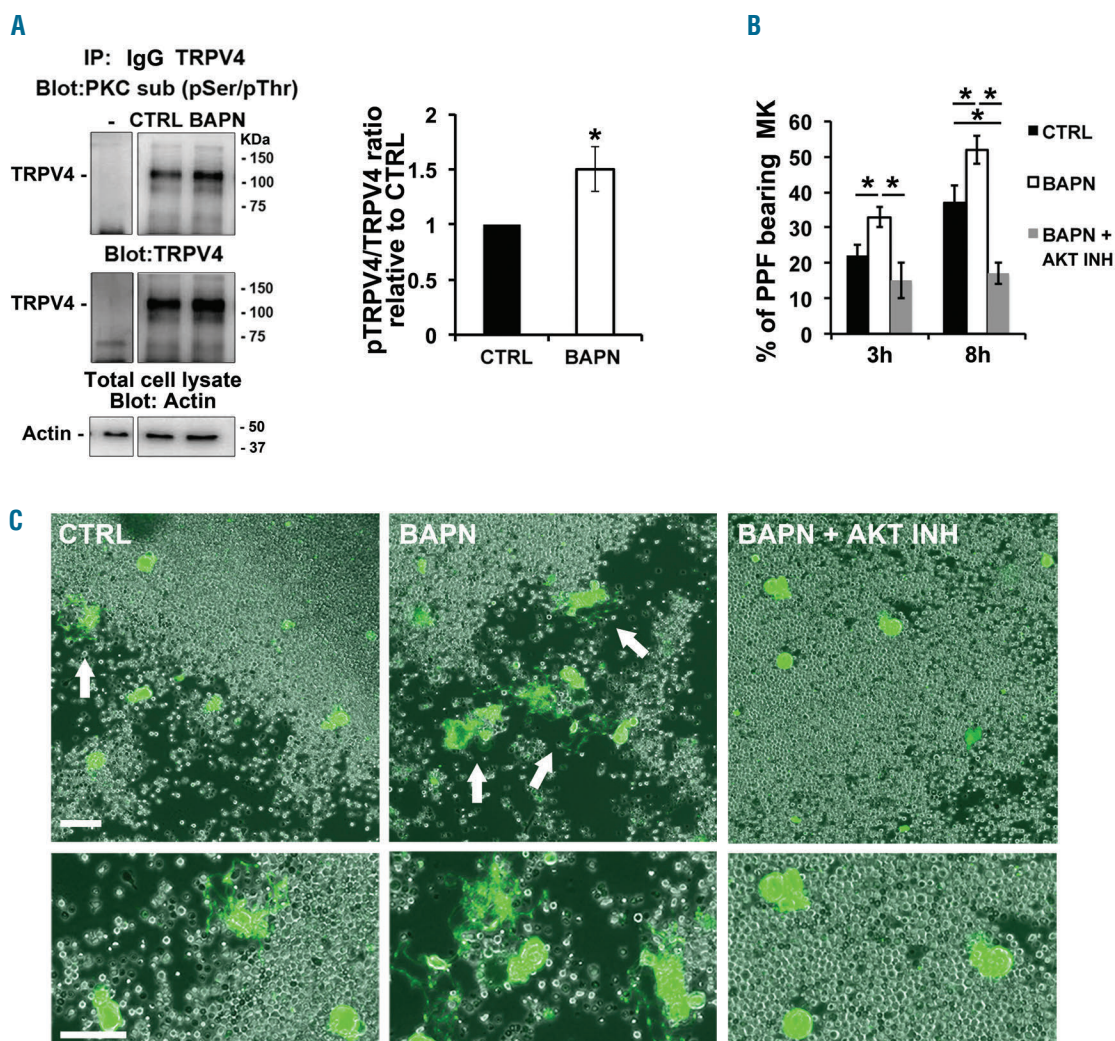 A
IP: IgG TRPV4
Blot:PKC sub (pSer/pThr)
- CTRL BAPN
KDa
- 150
TRPV4 -
- 100
- 75
Blot:TRPV4
- 150
TRPV4 -
- 100
- 75
Total cell lysate
Blot: Actin
Actin -
- 50
- 37
pTRPV4/TRPV4 ratio
relative to CTRL
2
1.5
1
0.5
0
*
CTRL BAPN
B
% of PPF bearing MK
60
50
40
30
20
10
0
* *
* *
*
3h 8h
CTRL
BAPN
BAPN +
AKT INH
C
CTRL
BAPN
BAPN + AKT INH